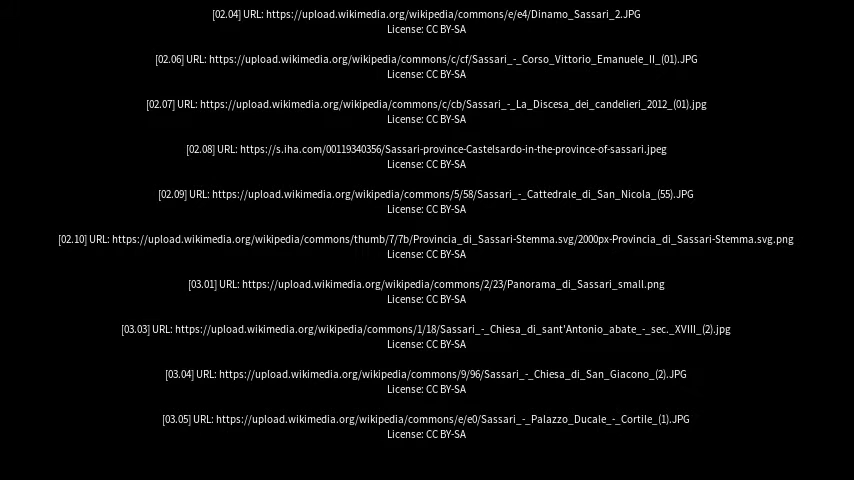 [02.04] URL: https://upload.wikimedia.org/wikipedia/commons/e/e4/Dinamo_Sassari_2.JPG
License: CC BY-SA
[02.06] URL: https://upload.wikimedia.org/wikipedia/commons/c/cf/Sassari_-_Corso_Vittorio_Emanuele_II_(01).JPG
License: CC BY-SA
[02.07] URL: https://upload.wikimedia.org/wikipedia/commons/c/cb/Sassari_-_La_Discesa_dei_candelieri_2012_(01).jpg
License: CC BY-SA
[02.08] URL: https://s.iha.com/00119340356/Sassari-province-Castelsardo-in-the-province-of-sassari.jpeg
License: CC BY-SA
[02.09] URL: https://upload.wikimedia.org/wikipedia/commons/5/58/Sassari_-_Cattedrale_di_San_Nicola_(55).JPG
License: CC BY-SA
[02.10] URL: https://upload.wikimedia.org/wikipedia/commons/thumb/7/7b/Provincia_di_Sassari-Stemma.svg/2000px-Provincia_di_Sassari-Stemma.svg.png
License: CC BY-SA
[03.01] URL: https://upload.wikimedia.org/wikipedia/commons/2/23/Panorama_di_Sassari_small.png
License: CC BY-SA
[03.03] URL: https://upload.wikimedia.org/wikipedia/commons/1/18/Sassari_-_Chiesa_di_sant'Antonio_abate_-_sec._XVIII_(2).jpg
License: CC BY-SA
[03.04] URL: https://upload.wikimedia.org/wikipedia/commons/9/96/Sassari_-_Chiesa_di_San_Giacono_(2).JPG
License: CC BY-SA
[03.05] URL: https://upload.wikimedia.org/wikipedia/commons/e/e0/Sassari_-_Palazzo_Ducale_-_Cortile_(1).JPG
License: CC BY-SA